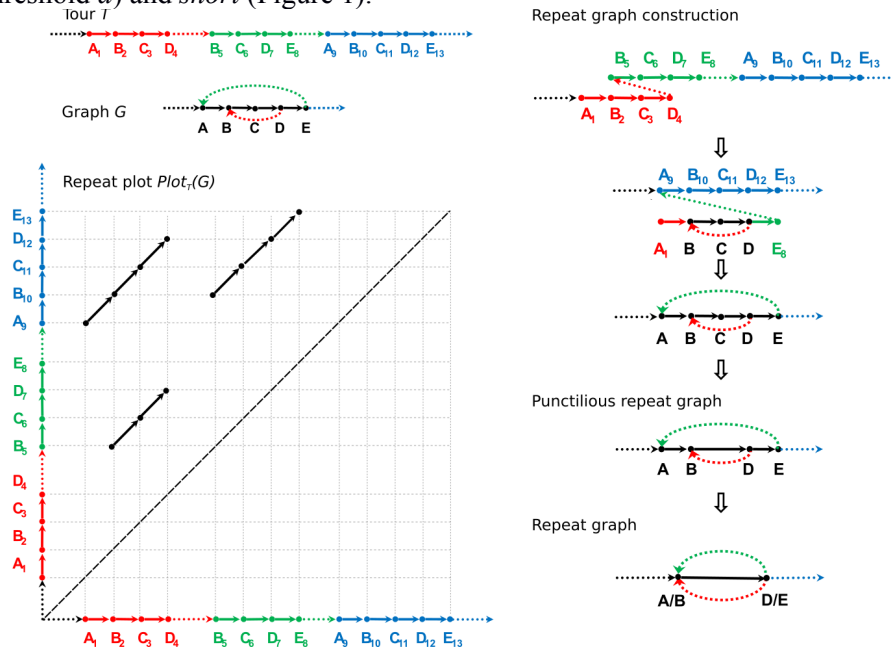 threshold d) and short (Figure 1).
Tour T
A1 B2 C3 D4 B5 C6 D7 E8 A9 B10 C11 D12 E13
Graph G
A B C D E
Repeat plot PlotT(G)
E13
D12
C11
B10
A9
E8
D7
C6
B5
D4
C3
B2
A1
A1 B2 C3 D4 B5 C6 D7 E8 A9 B10 C11 D12 E13
Repeat graph construction
B5 C6 D7 E8 A9 B10 C11 D12 E13
A1 B2 C3 D4
A9 B10 C11 D12 E13
A1 B C D E8
A B C D E
Punctilious repeat graph
A B D E
Repeat graph
A/B D/E